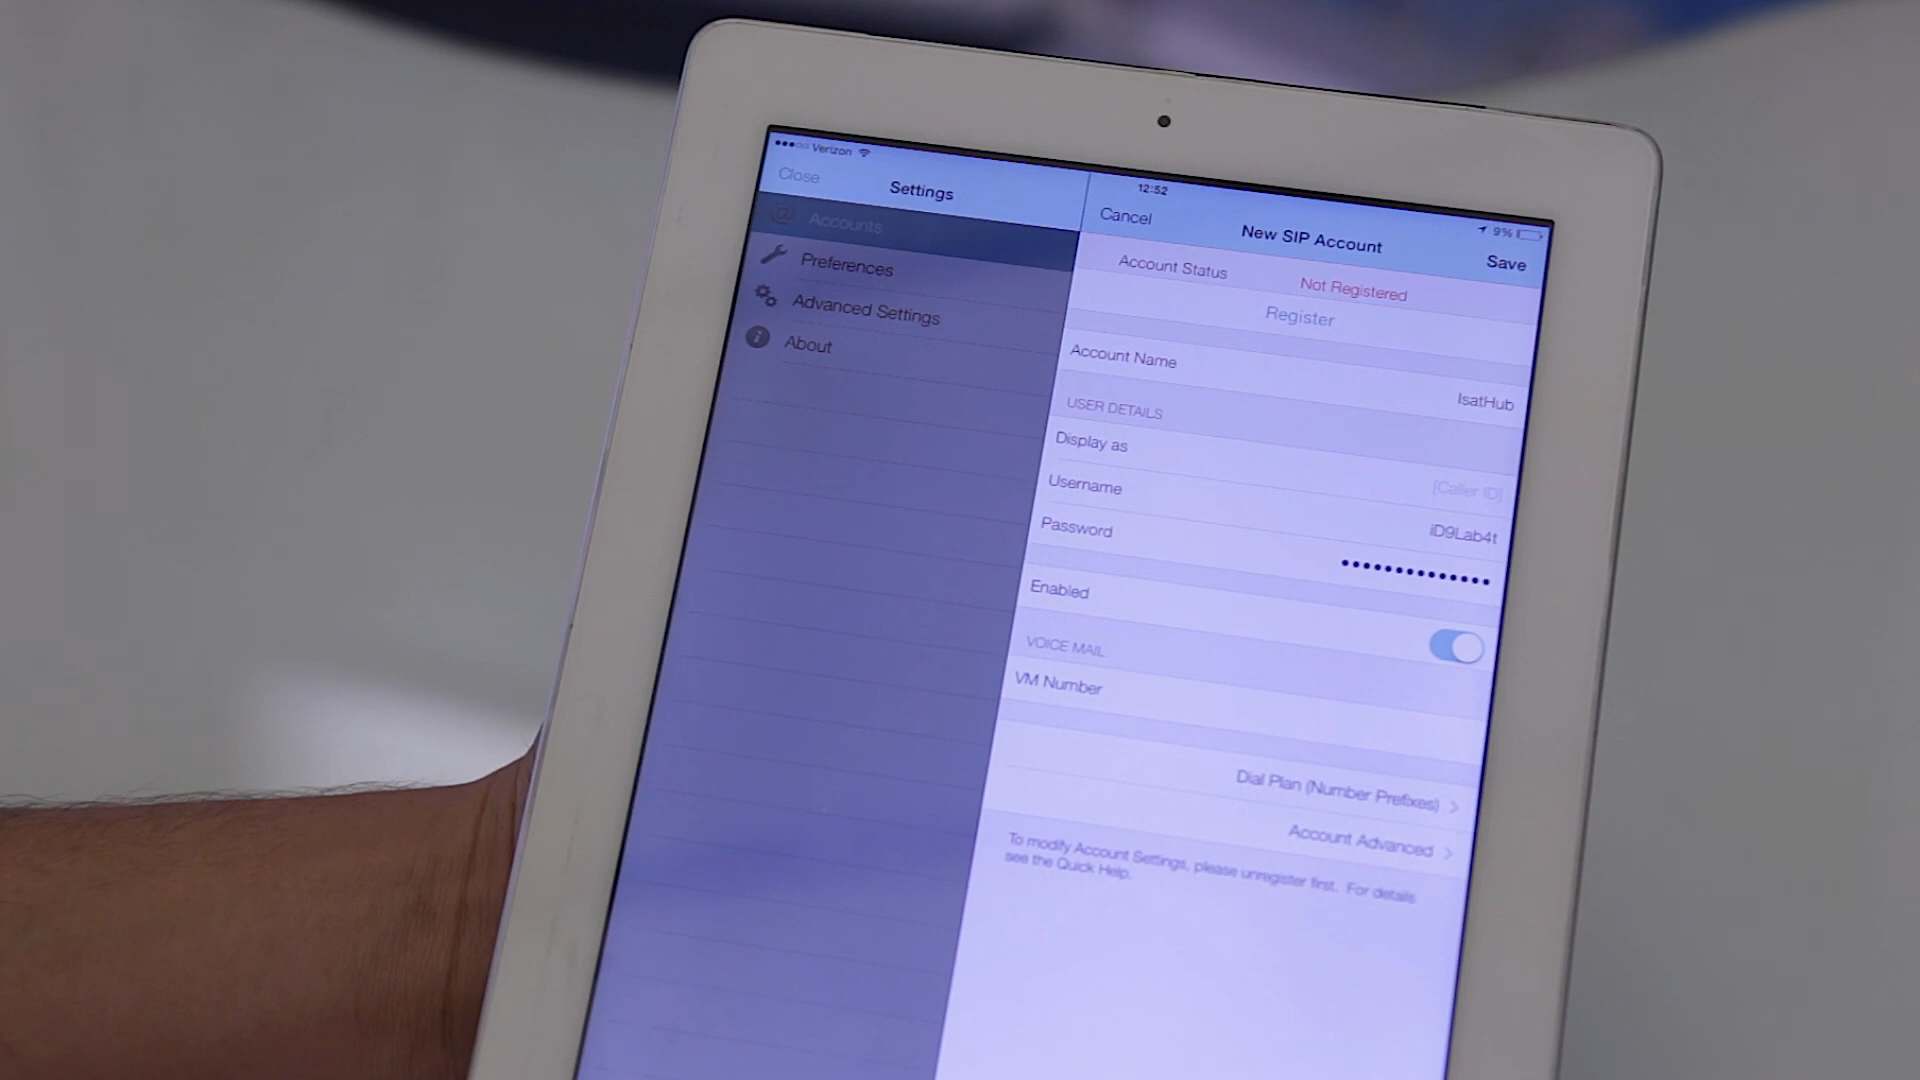 Verizon
12:52
9%
Close
Settings
Accounts
Preferences
Advanced Settings
About
Cancel
New SIP Account
Save
Account Status Not Registered
Register
Account Name IsatHub
USER DETAILS
Display as [Caller ID]
Username iD9Lab4t
Password ••••••••••••••
Enabled
VOICE MAIL
VM Number
Dial Plan (Number Prefixes)
Account Advanced
To modify Account Settings, please unregister first. For details
see the Quick Help.